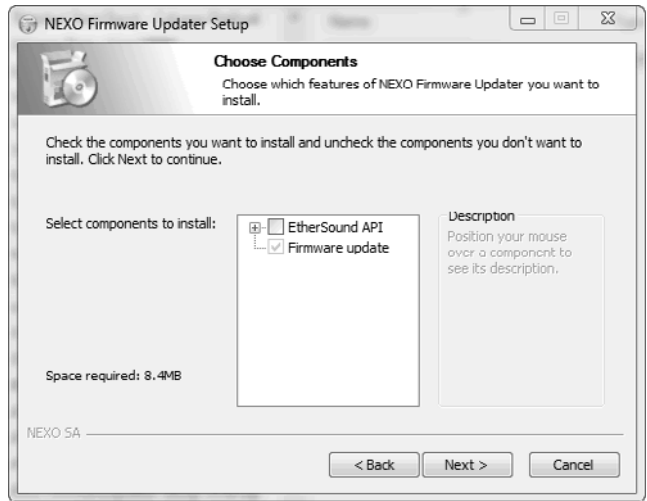 NEXO Firmware Updater Setup
Choose Components
Choose which features of NEXO Firmware Updater you want to
install.
Check the components you want to install and uncheck the components you don't want to
install. Click Next to continue.
Select components to install:
EtherSound API
Firmware update
Description
Position your mouse
over a component to
see its description.
Space required: 8.4MB
NEXO SA
< Back
Next >
Cancel